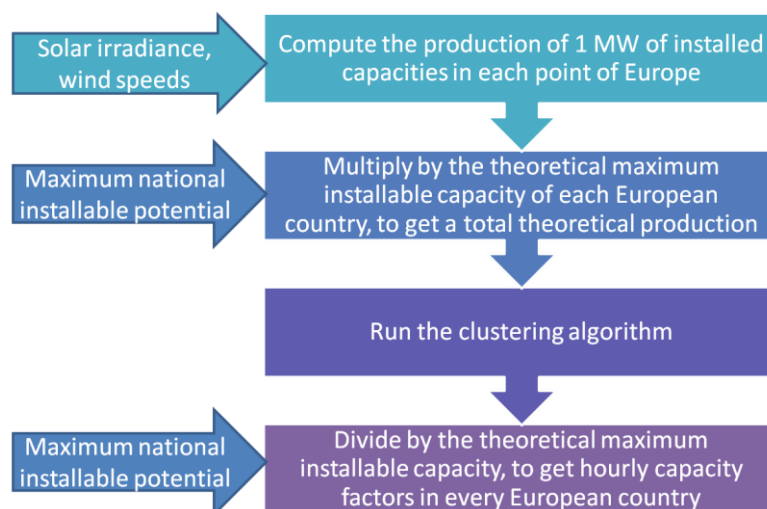 Solar irradiance,
wind speeds
Compute the production of 1 MW of installed
capacities in each point of Europe
Maximum national
installable potential
Multiply by the theoretical maximum
installable capacity of each European
country, to get a total theoretical production
Run the clustering algorithm
Maximum national
installable potential
Divide by the theoretical maximum
installable capacity, to get hourly capacity
factors in every European country